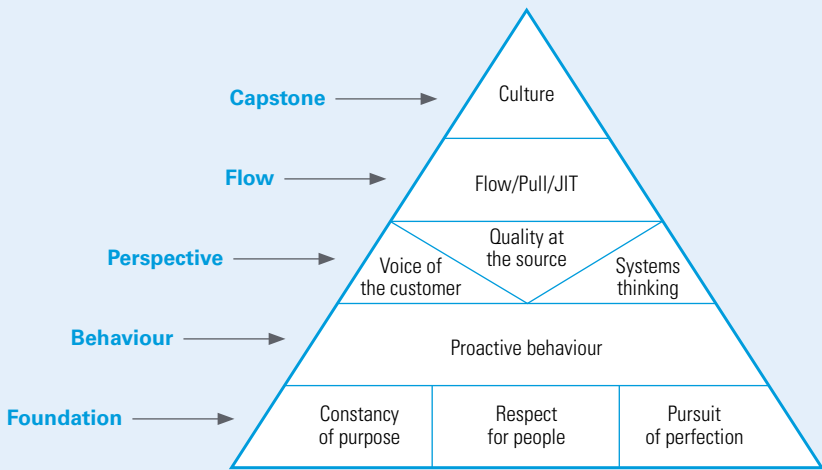 Capstone
Culture
Flow
Flow/Pull/JIT
Perspective
Voice of
the customer
Quality at
the source
Systems
thinking
Behaviour
Proactive behaviour
Foundation
Constancy
of purpose
Respect
for people
Pursuit
of perfection